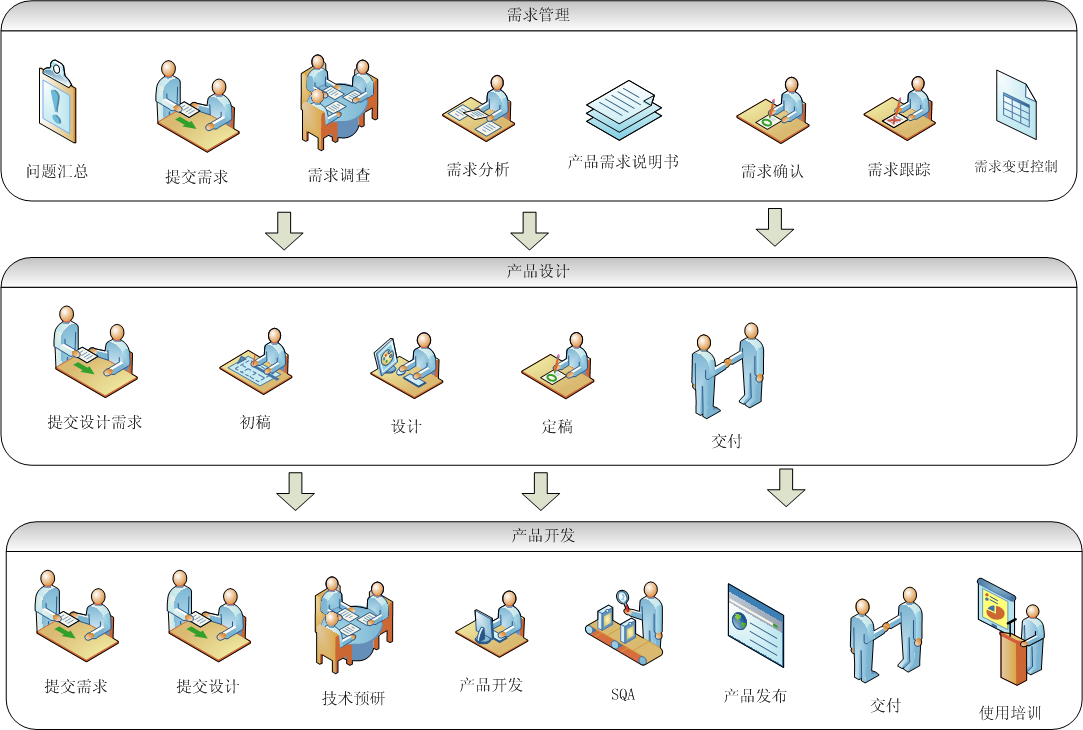 需求管理
问题汇总
提交需求
需求调查
需求分析
产品需求说明书
需求确认
需求跟踪
需求变更控制
产品设计
提交设计需求
初稿
设计
定稿
交付
产品开发
提交需求
提交设计
技术预研
产品开发
SQA
产品发布
交付
使用培训